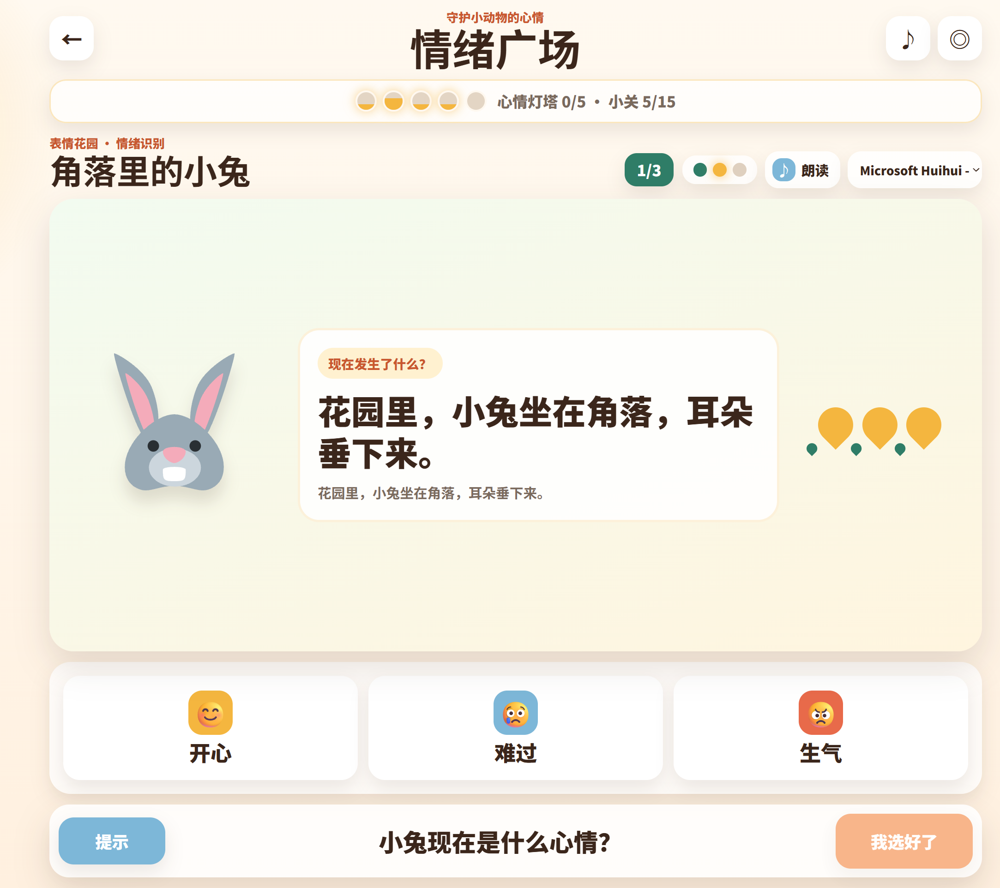 守护小动物的心情
情绪广场
心情灯塔 0/5 · 小关 5/15
表情花园 · 情绪识别
角落里的小兔
1/3
朗读
Microsoft Huihui -
现在发生了什么？
花园里，小兔坐在角落，耳朵
垂下来。
花园里，小兔坐在角落，耳朵垂下来。
开心
难过
生气
提示
小兔现在是什么心情？
我选好了